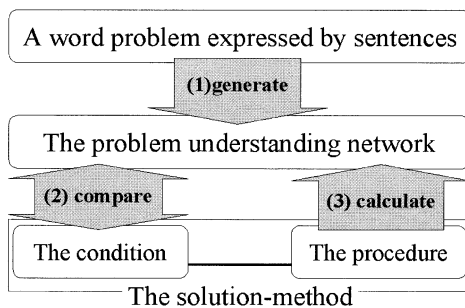 A word problem expressed by sentences
(1)generate
The problem understanding network
(2) compare
(3) calculate
The condition
The procedure
The solution-method